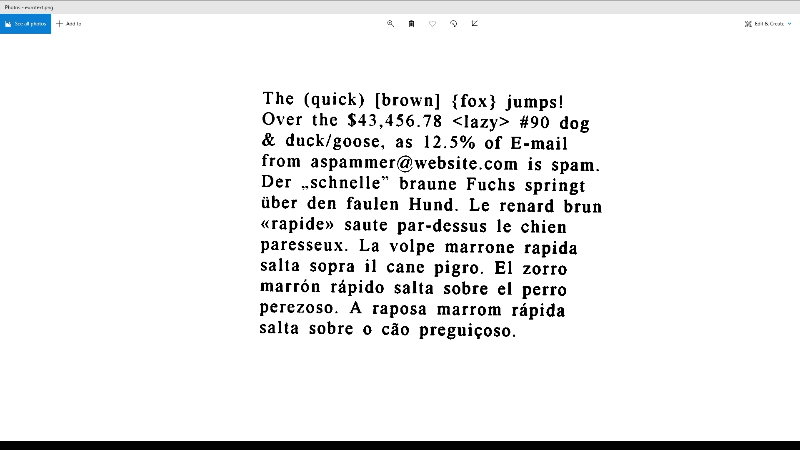 Photos - eurotext.png
See all photos
Add to
Edit & Create
The (quick) [brown] {fox} jumps!
Over the $43,456.78 <lazy> #90 dog
& duck/goose, as 12.5% of E-mail
from aspammer@website.com is spam.
Der „schnelle” braune Fuchs springt
über den faulen Hund. Le renard brun
«rapide» saute par-dessus le chien
paresseux. La volpe marrone rapida
salta sopra il cane pigro. El zorro
marrón rápido salta sobre el perro
perezoso. A raposa marrom rápida
salta sobre o cão preguiçoso.